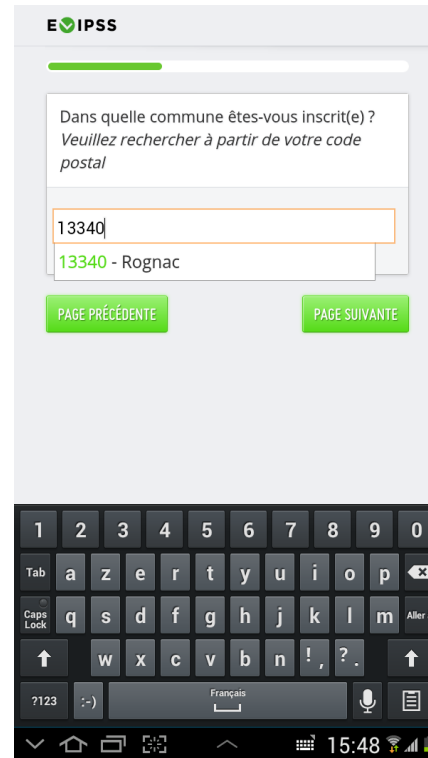 EVIPSS
Dans quelle commune êtes-vous inscrit(e) ?
Veuillez rechercher à partir de votre code
postal
13340
13340 - Rognac
PAGE PRÉCÉDENTE PAGE SUIVANTE
1 2 3 4 5 6 7 8 9 0
Tab a z e r t y u i o p
Caps Lock q s d f g h j k l m Aller
w x c v b n ! , ? .
?123 :-) Français
15:48